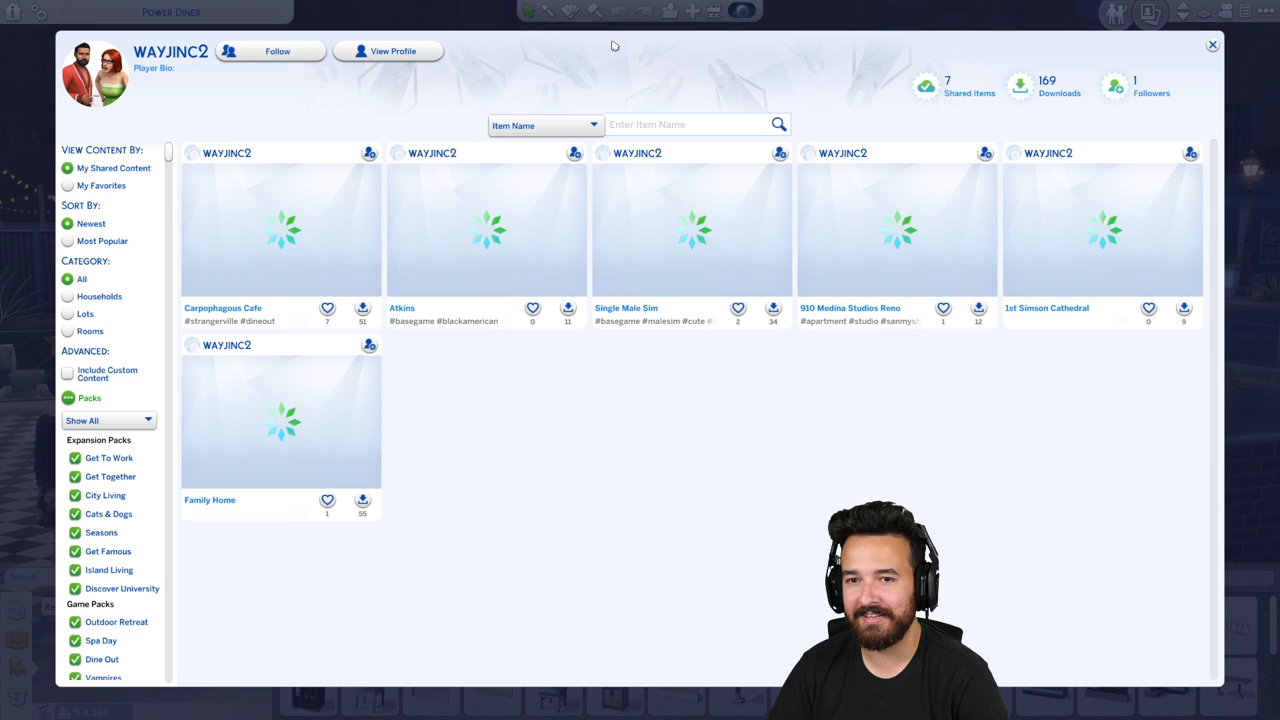 POWER DINER
WAYJINC2
Follow
View Profile
Player Bio:
7
Shared Items
169
Downloads
1
Followers
Item Name
Enter Item Name
VIEW CONTENT BY:
My Shared Content
My Favorites
SORT BY:
Newest
Most Popular
CATEGORY:
All
Households
Lots
Rooms
ADVANCED:
Include Custom
Content
Packs
Show All
Expansion Packs
Get To Work
Get Together
City Living
Cats & Dogs
Seasons
Get Famous
Island Living
Discover University
Game Packs
Outdoor Retreat
Spa Day
Dine Out
Vampires
WAYJINC2
Carpophagous Cafe
#strangerville #dineout
7
51
WAYJINC2
Atkins
#basegame #blackamerican
0
11
WAYJINC2
Single Male Sim
#basegame #malesim #cute #
2
34
WAYJINC2
910 Medina Studios Reno
#apartment #studio #sanmysh
1
12
WAYJINC2
1st Simson Cathedral
0
9
WAYJINC2
Family Home
1
55